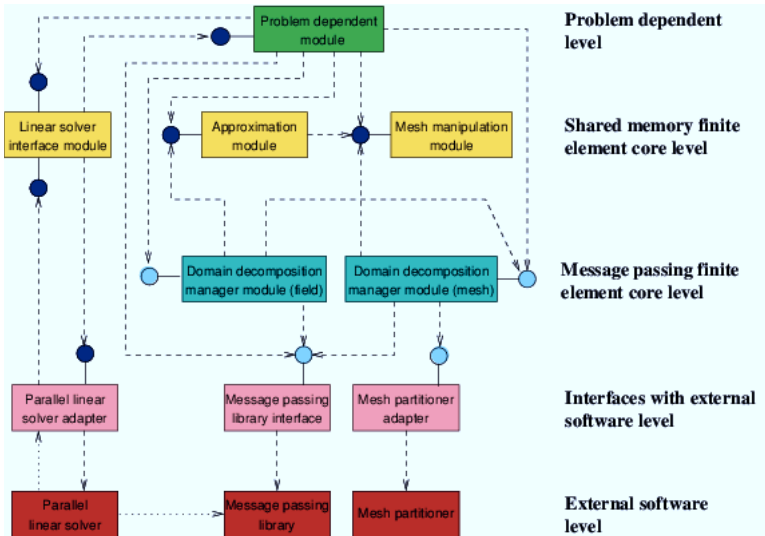 Problem dependent
module
Problem dependent
level
Linear solver
interface module
Approximation
module
Mesh manipulation
module
Shared memory finite
element core level
Domain decomposition
manager module (field)
Domain decomposition
manager module (mesh)
Message passing finite
element core level
Parallel linear
solver adapter
Message passing
library interface
Mesh partitioner
adapter
Interfaces with external
software level
Parallel
linear solver
Message passing
library
Mesh partitioner
External software
level